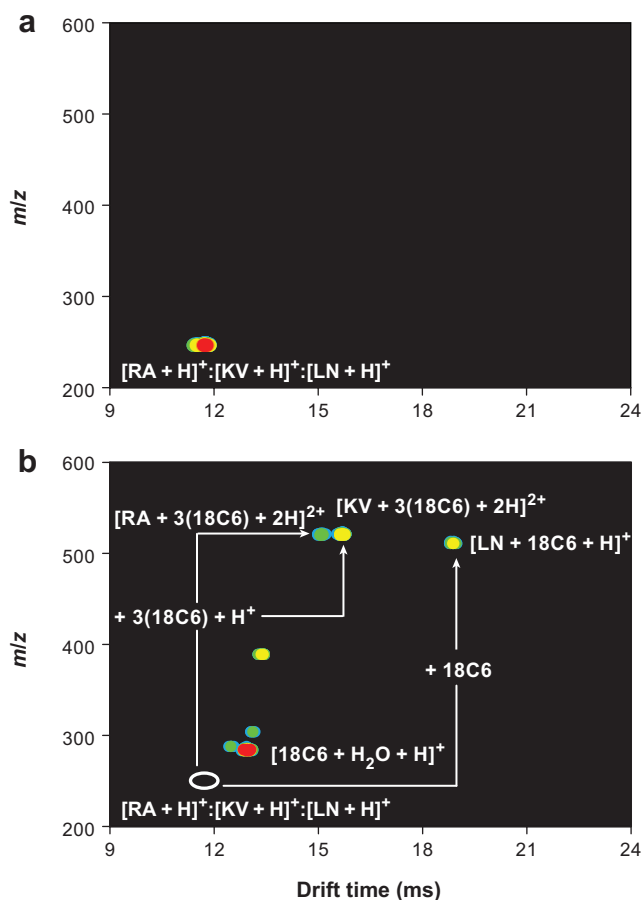 a
600
500
400
300
200
m/z
[RA + H]⁺:[KV + H]⁺:[LN + H]⁺
9 12 15 18 21 24
b
600
500
400
300
200
m/z
[RA + 3(18C6) + 2H]²⁺
[KV + 3(18C6) + 2H]²⁺
[LN + 18C6 + H]⁺
+ 3(18C6) + H⁺
+ 18C6
[18C6 + H₂O + H]⁺
[RA + H]⁺:[KV + H]⁺:[LN + H]⁺
9 12 15 18 21 24
Drift time (ms)